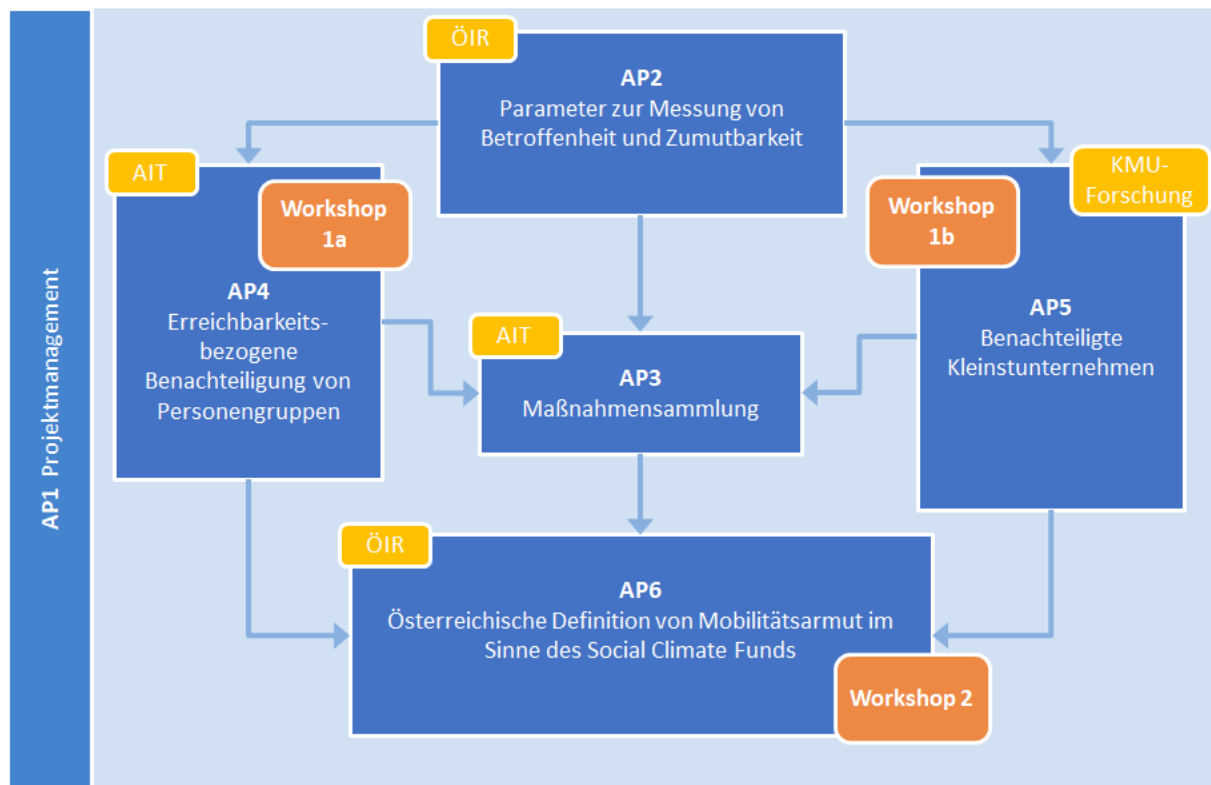 AP1 Projektmanagement
ÖIR
AP2
Parameter zur Messung von
Betroffenheit und Zumutbarkeit
AIT
Workshop
1a
AP4
Erreichbarkeits-
bezogene
Benachteiligung von
Personengruppen
KMU-
Forschung
Workshop
1b
AP5
Benachteiligte
Kleinstunternehmen
AIT
AP3
Maßnahmensammlung
ÖIR
AP6
Österreichische Definition von Mobilitätsarmut im
Sinne des Social Climate Funds
Workshop 2